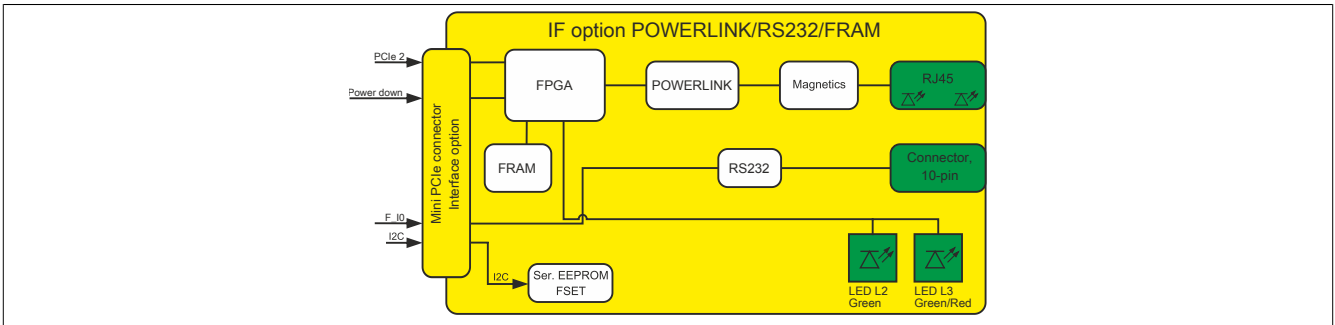 IF option POWERLINK/RS232/FRAM
PCIe 2
Power down
F_I0
I2C
Mini PCIe connector
Interface option
FPGA
POWERLINK
Magnetics
RJ45
FRAM
RS232
Connector,
10-pin
I2C
Ser. EEPROM
FSET
LED L2
Green
LED L3
Green/Red